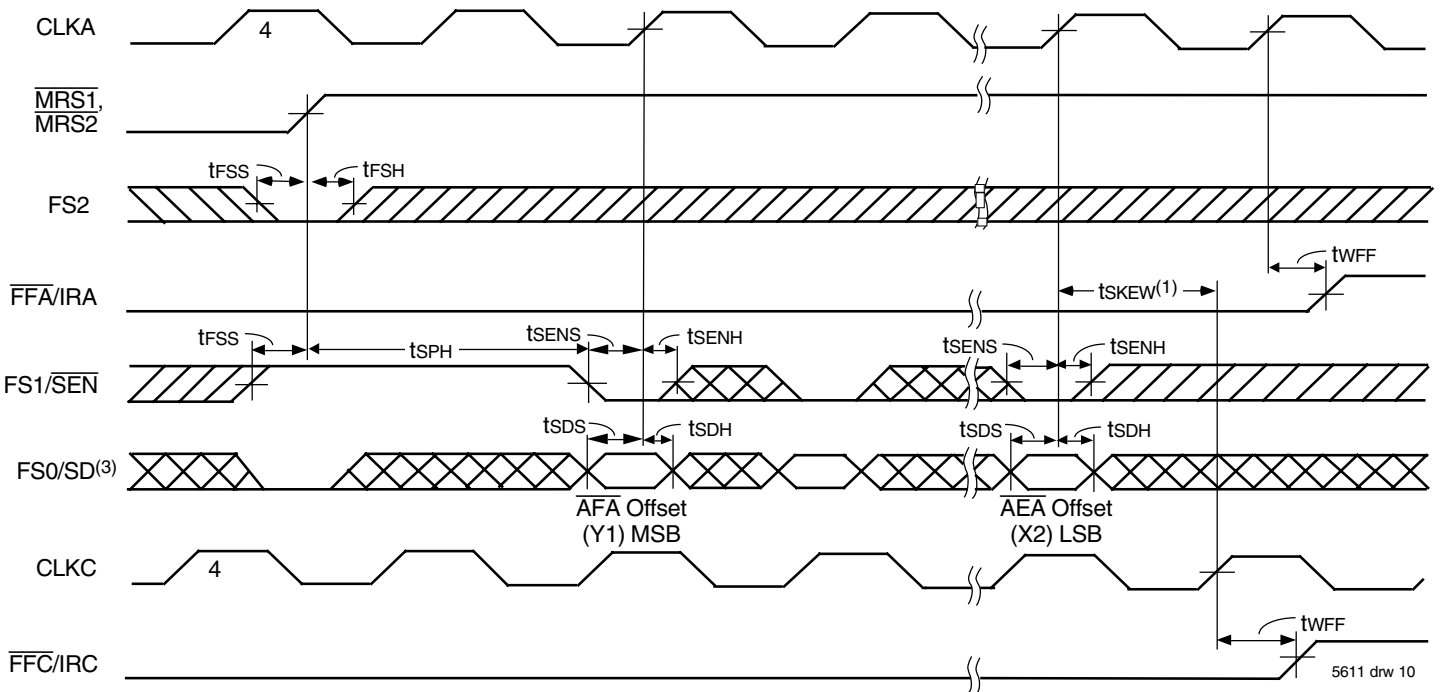 CLKA
4
MRS1,
MRS2
tFSS
tFSH
FS2
tWFF
FFA/IRA
tSKEW(1)
tFSS
tSPH
tSENS
tSENH
tSENS
tSENH
FS1/SEN
tSDS
tSDH
tSDS
tSDH
FS0/SD(3)
AFA Offset
(Y1) MSB
AEA Offset
(X2) LSB
CLKC
4
tWFF
FFC/IRC
5611 drw 10